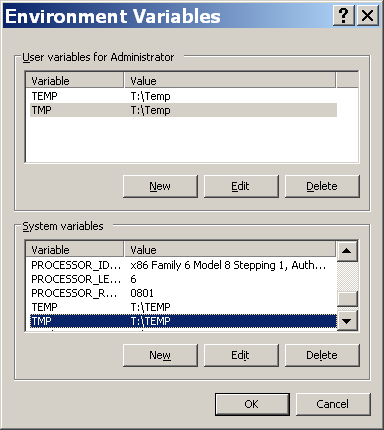 Environment Variables
User variables for Administrator
Variable Value
TEMP T:\Temp
TMP T:\Temp
New Edit Delete
System variables
Variable Value
PROCESSOR_ID... x86 Family 6 Model 8 Stepping 1, Auth...
PROCESSOR_LE... 6
PROCESSOR_R... 0801
TEMP T:\TEMP
TMP T:\TEMP
New Edit Delete
OK Cancel